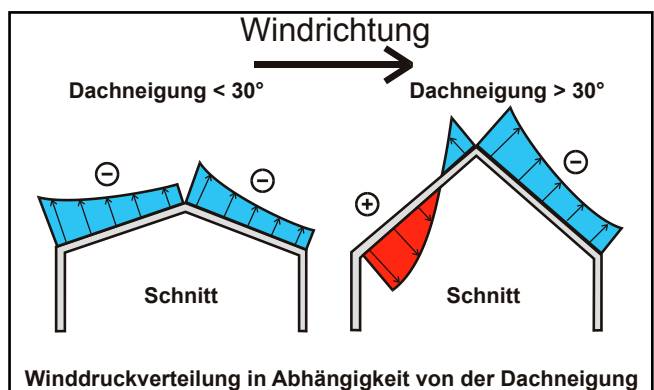 Windrichtung
Dachneigung < 30°
Dachneigung > 30°
−
−
+
−
Schnitt
Schnitt
Winddruckverteilung in Abhängigkeit von der Dachneigung